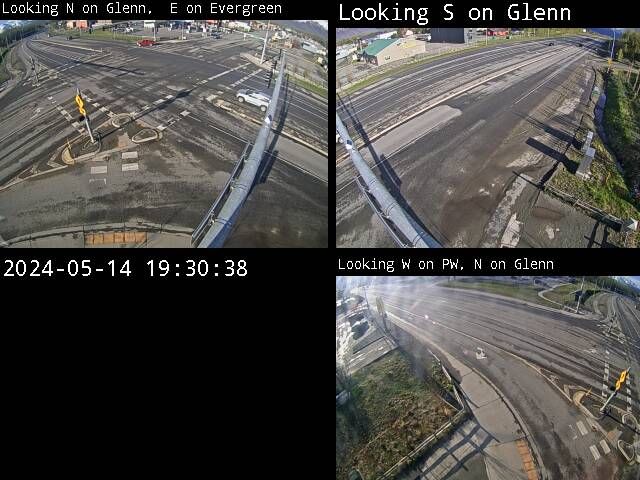 Looking N on Glenn,  E on Evergreen
Looking S on Glenn
2024-05-14 19:30:38
Looking W on PW, N on Glenn